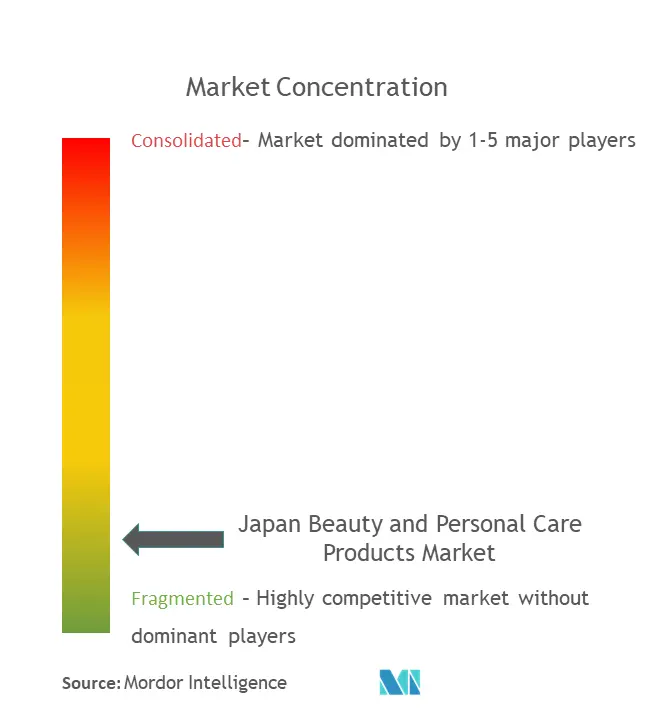 Market Concentration
Consolidated– Market dominated by 1-5 major players
Japan Beauty and Personal Care
Products Market
Fragmented – Highly competitive market without
dominant players
Source: Mordor Intelligence